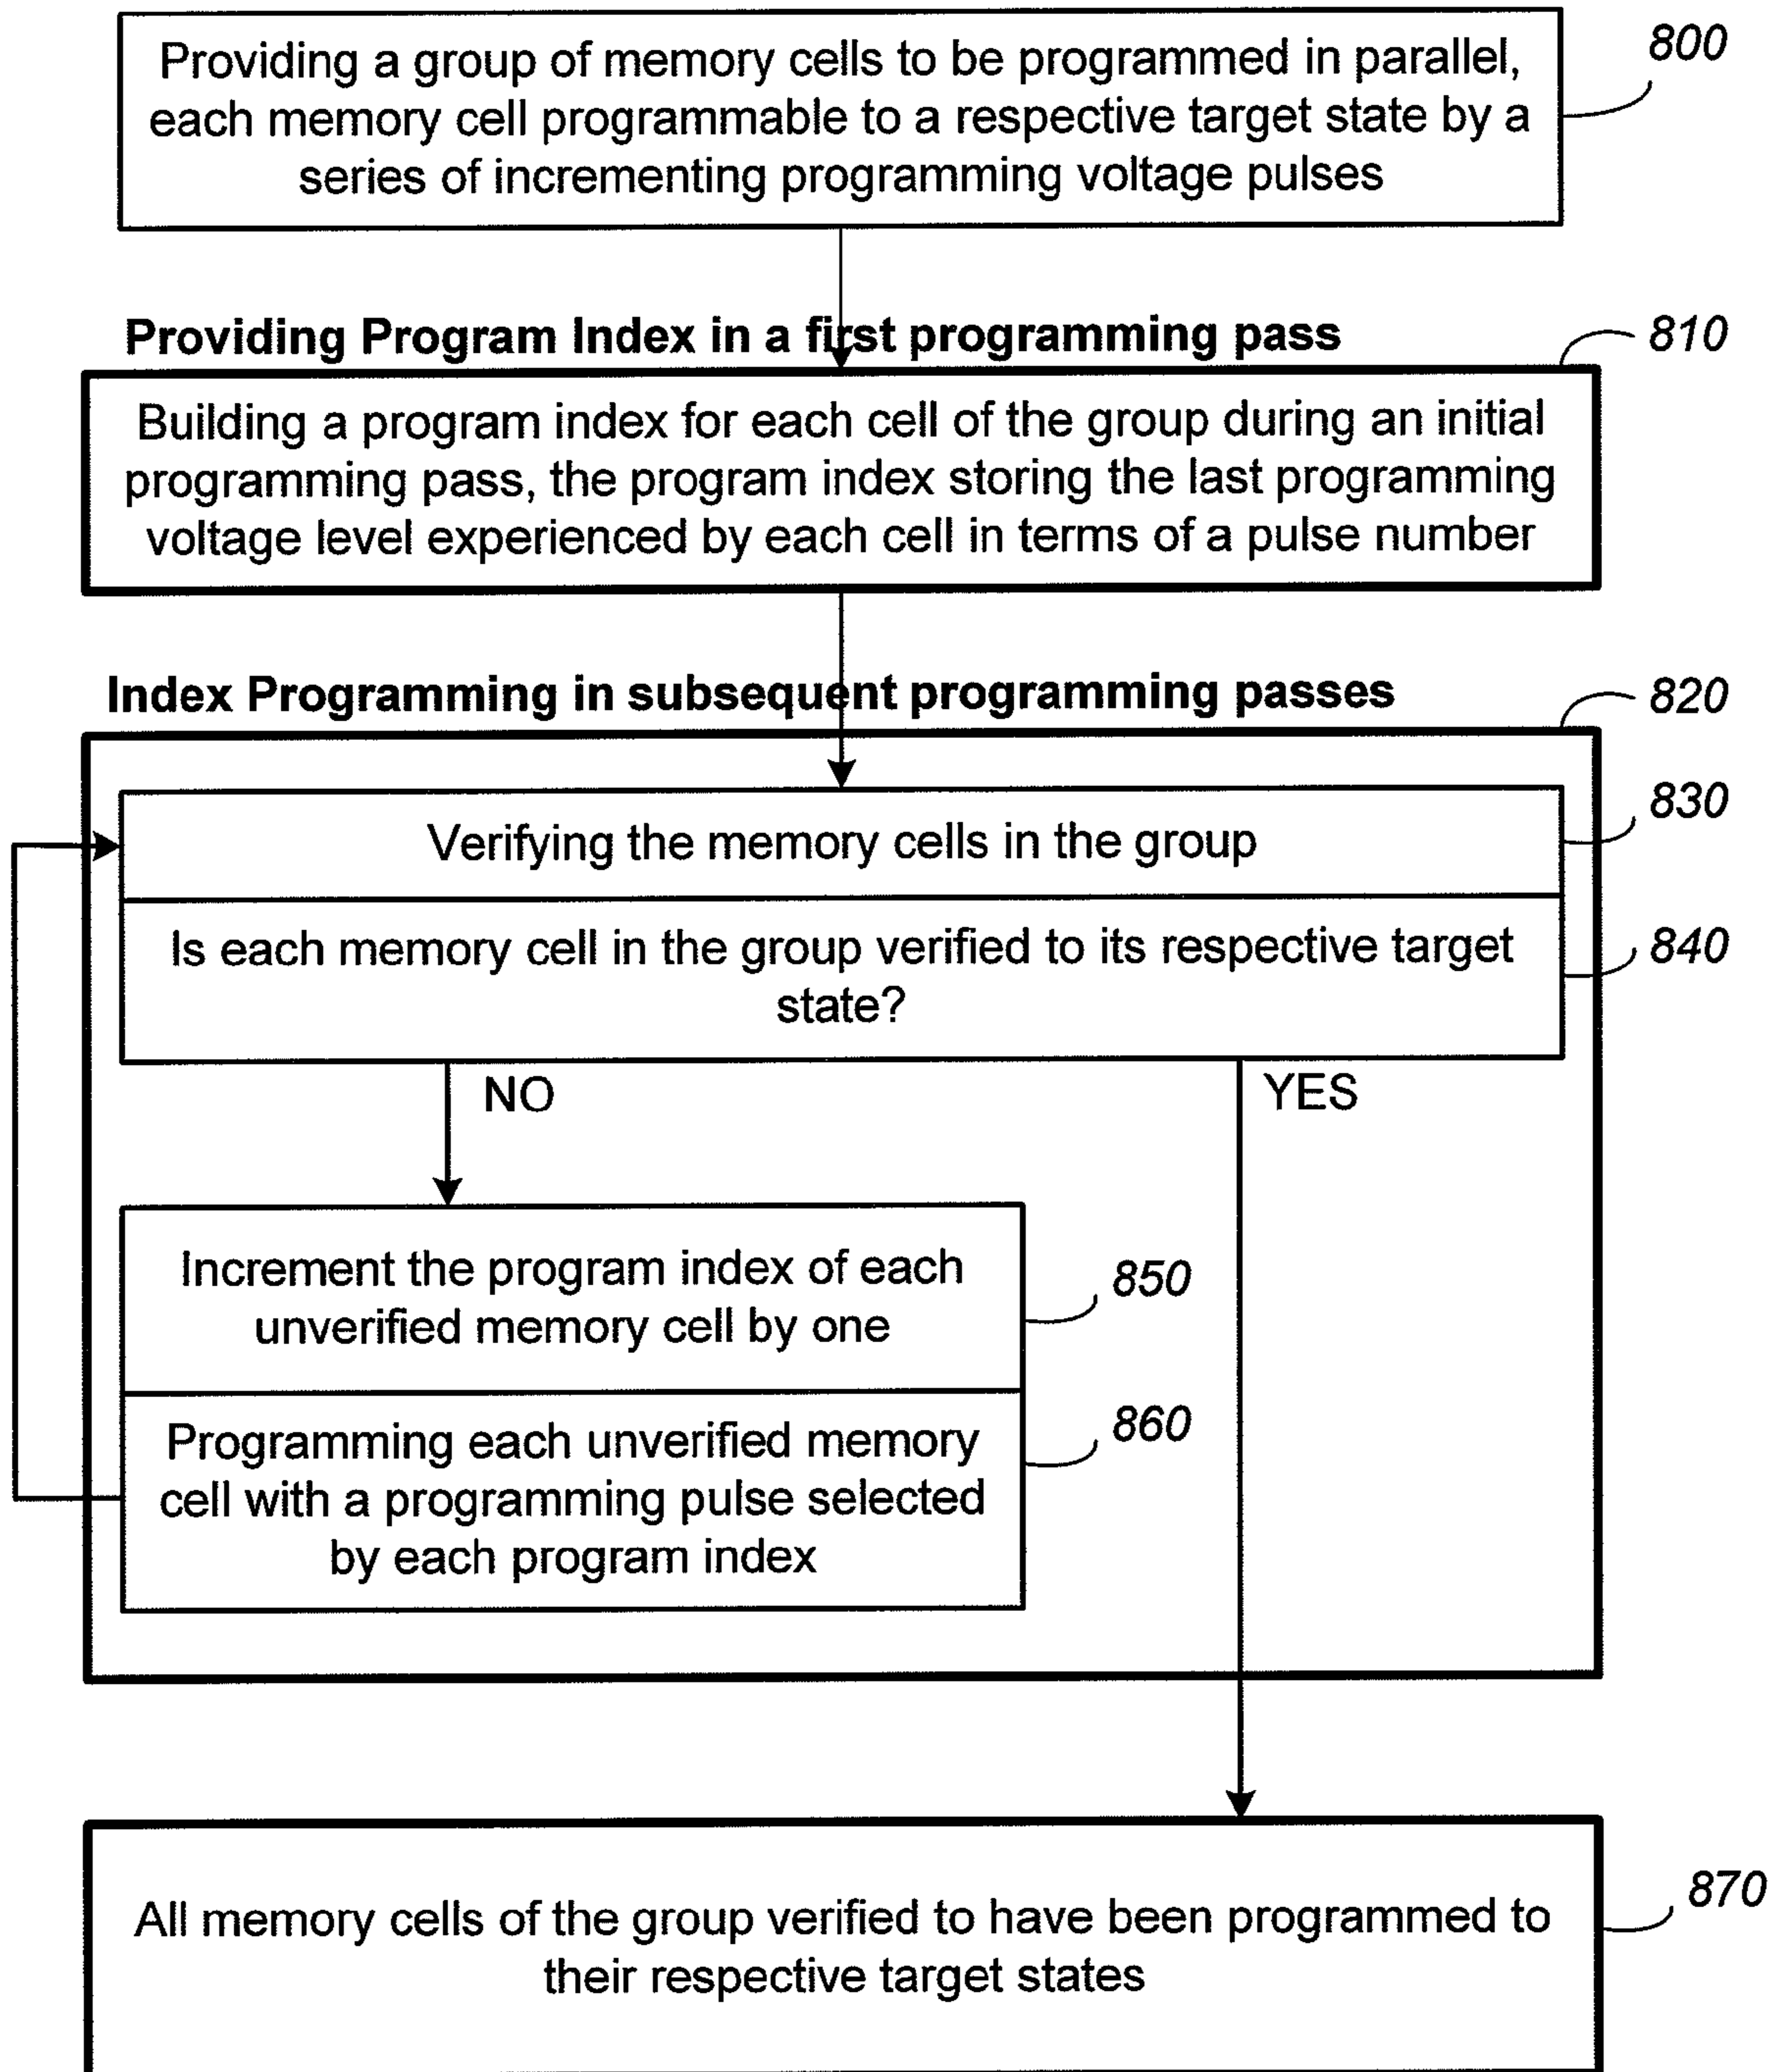 Providing a group of memory cells to be programmed in parallel,
each memory cell programmable to a respective target state by a
series of incrementing programming voltage pulses
800
Providing Program Index in a first programming pass
810
Building a program index for each cell of the group during an initial
programming pass, the program index storing the last programming
voltage level experienced by each cell in terms of a pulse number
Index Programming in subsequent programming passes
820
Verifying the memory cells in the group
830
Is each memory cell in the group verified to its respective target
state?
840
NO
YES
Increment the program index of each
unverified memory cell by one
850
Programming each unverified memory
cell with a programming pulse selected
by each program index
860
All memory cells of the group verified to have been programmed to
their respective target states
870